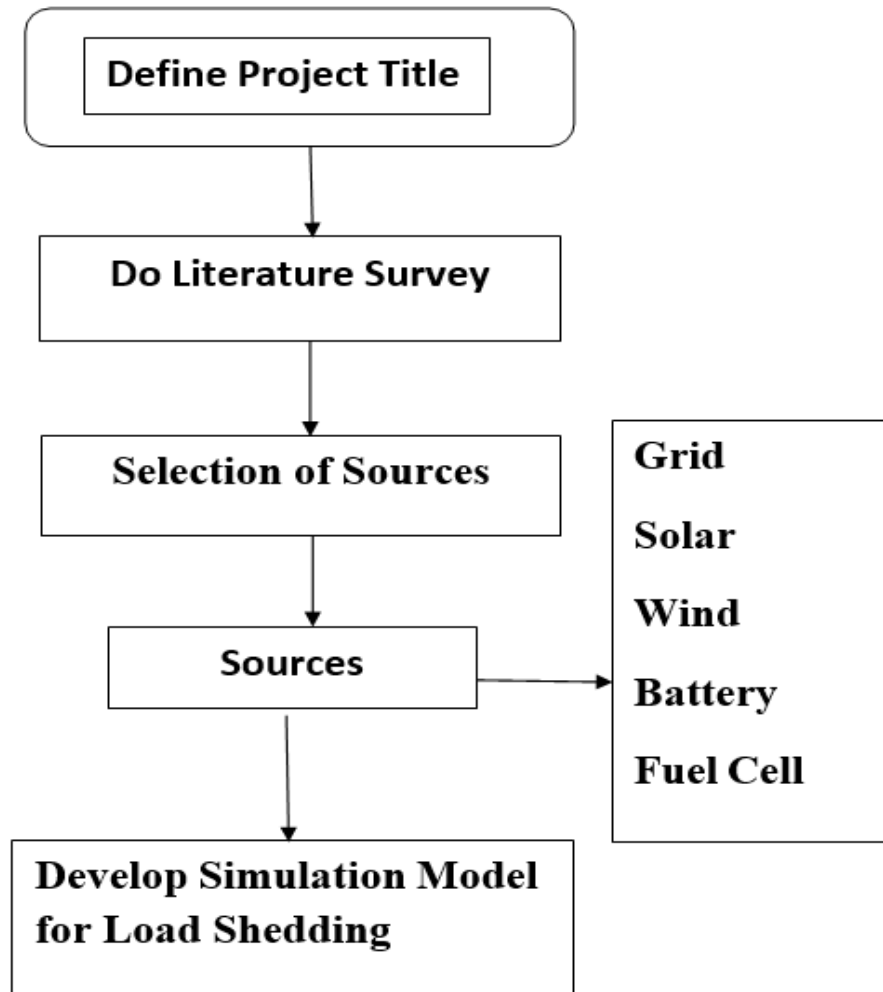 Define Project Title
Do Literature Survey
Selection of Sources
Sources
Grid
Solar
Wind
Battery
Fuel Cell
Develop Simulation Model
for Load Shedding